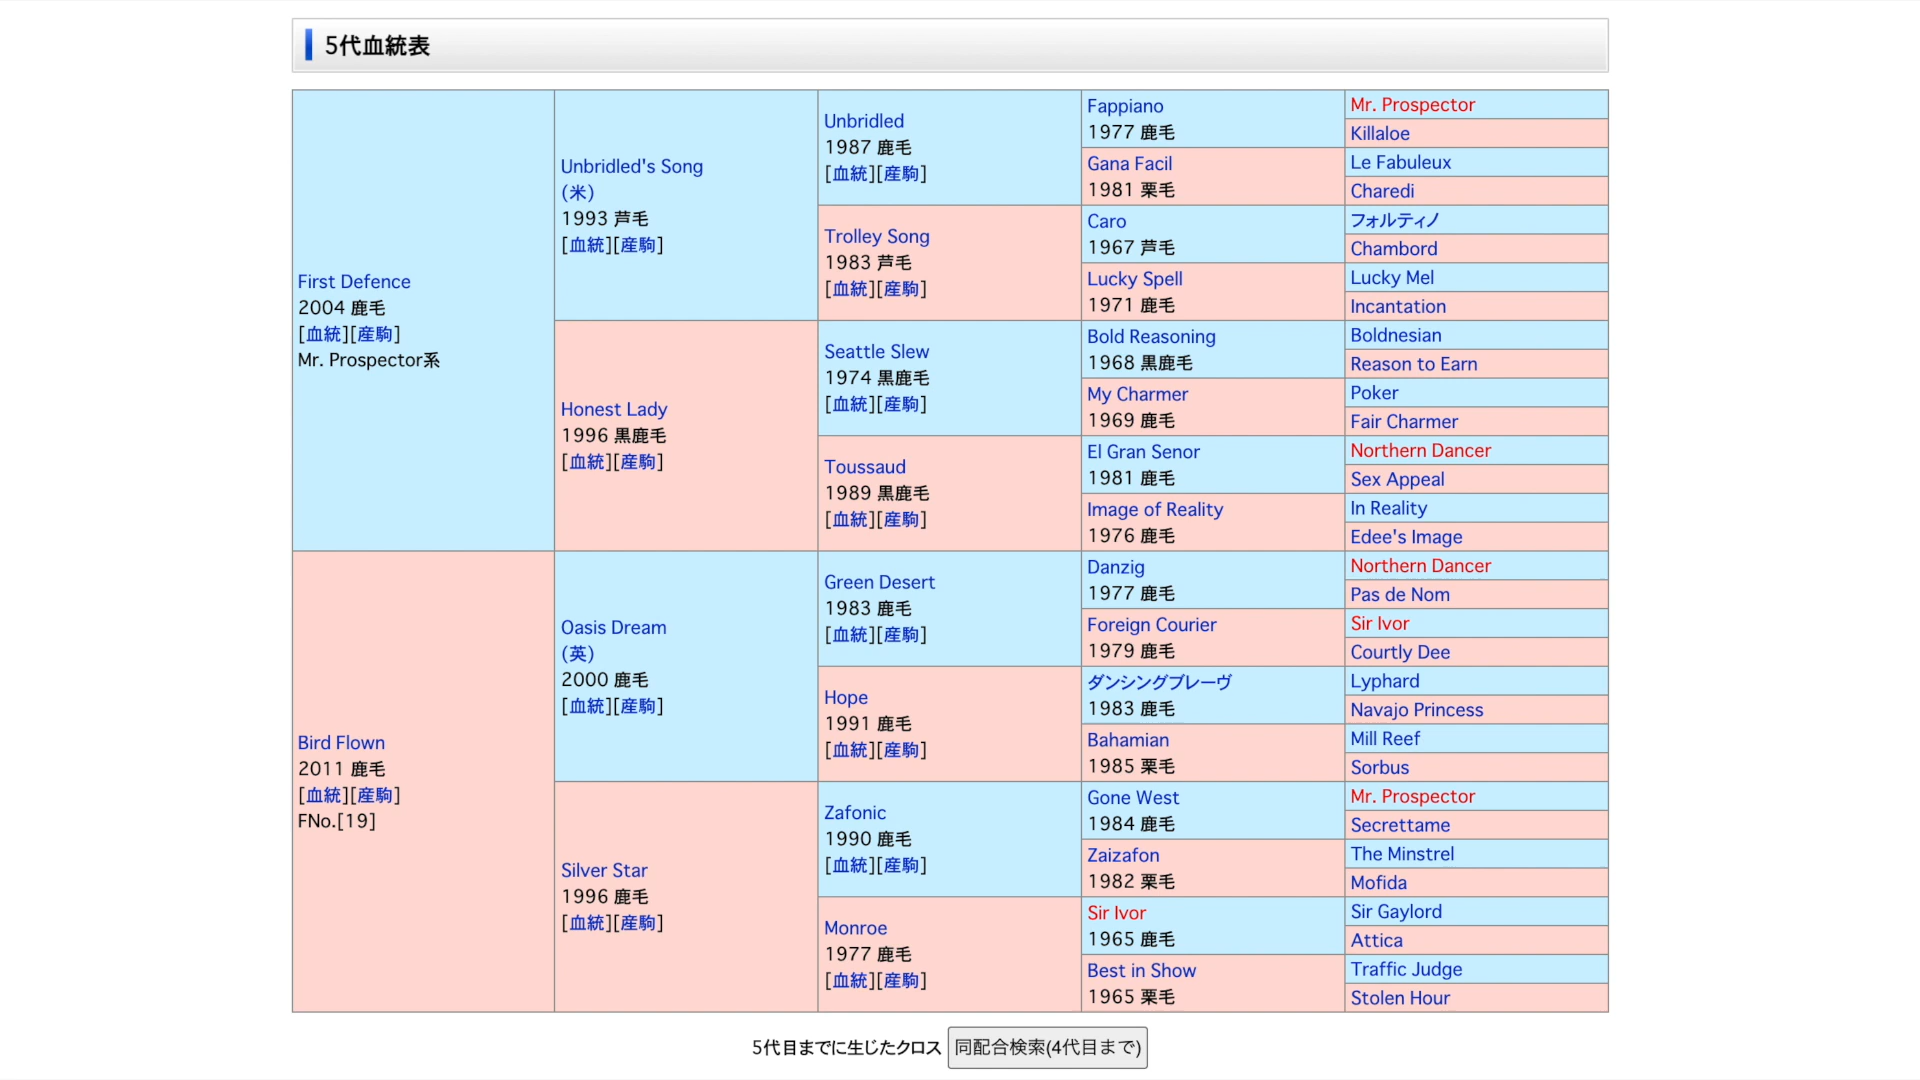 5代血統表
First Defence
2004 鹿毛
[血統][産駒]
Mr. Prospector系
Unbridled's Song
(米)
1993 芦毛
[血統][産駒]
Unbridled
1987 鹿毛
[血統][産駒]
Fappiano
1977 鹿毛
Mr. Prospector
Killaloe
Gana Facil
1981 栗毛
Le Fabuleux
Charedi
Trolley Song
1983 芦毛
[血統][産駒]
Caro
1967 芦毛
フォルティノ
Chambord
Lucky Spell
1971 鹿毛
Lucky Mel
Incantation
Honest Lady
1996 黒鹿毛
[血統][産駒]
Seattle Slew
1974 黒鹿毛
[血統][産駒]
Bold Reasoning
1968 黒鹿毛
Boldnesian
Reason to Earn
My Charmer
1969 鹿毛
Poker
Fair Charmer
Toussaud
1989 黒鹿毛
[血統][産駒]
El Gran Senor
1981 鹿毛
Northern Dancer
Sex Appeal
Image of Reality
1976 鹿毛
In Reality
Edee's Image
Bird Flown
2011 鹿毛
[血統][産駒]
FNo.[19]
Oasis Dream
(英)
2000 鹿毛
[血統][産駒]
Green Desert
1983 鹿毛
[血統][産駒]
Danzig
1977 鹿毛
Northern Dancer
Pas de Nom
Foreign Courier
1979 鹿毛
Sir Ivor
Courtly Dee
Hope
1991 鹿毛
[血統][産駒]
ダンシングブレーヴ
1983 鹿毛
Lyphard
Navajo Princess
Bahamian
1985 栗毛
Mill Reef
Sorbus
Silver Star
1996 鹿毛
[血統][産駒]
Zafonic
1990 鹿毛
[血統][産駒]
Gone West
1984 鹿毛
Mr. Prospector
Secrettame
Zaizafon
1982 栗毛
The Minstrel
Mofida
Monroe
1977 鹿毛
[血統][産駒]
Sir Ivor
1965 鹿毛
Sir Gaylord
Attica
Best in Show
1965 栗毛
Traffic Judge
Stolen Hour
5代目までに生じたクロス 同配合検索(4代目まで)